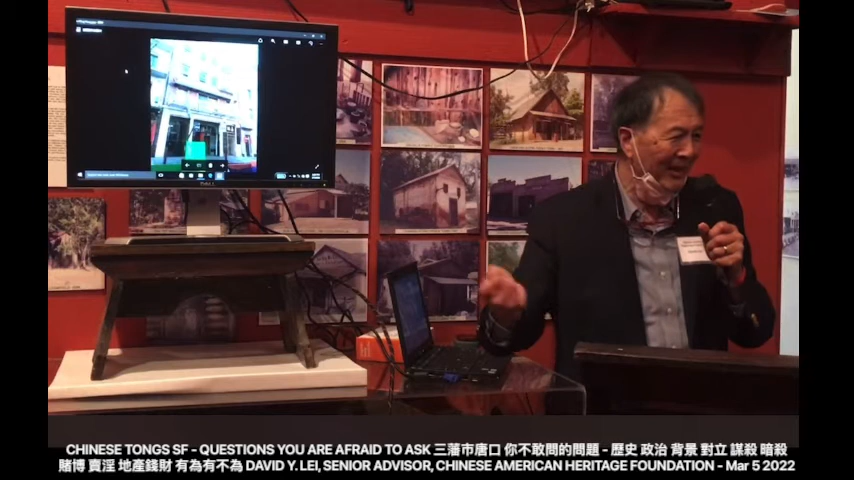 DELL
CHINESE TONGS SF - QUESTIONS YOU ARE AFRAID TO ASK 三藩市唐口 你不敢問的問題 - 歷史 政治 背景 對立 謀殺 暗殺
賭博 賣淫 地產錢財 有為有不為 DAVID Y. LEI, SENIOR ADVISOR, CHINESE AMERICAN HERITAGE FOUNDATION - Mar 5 2022